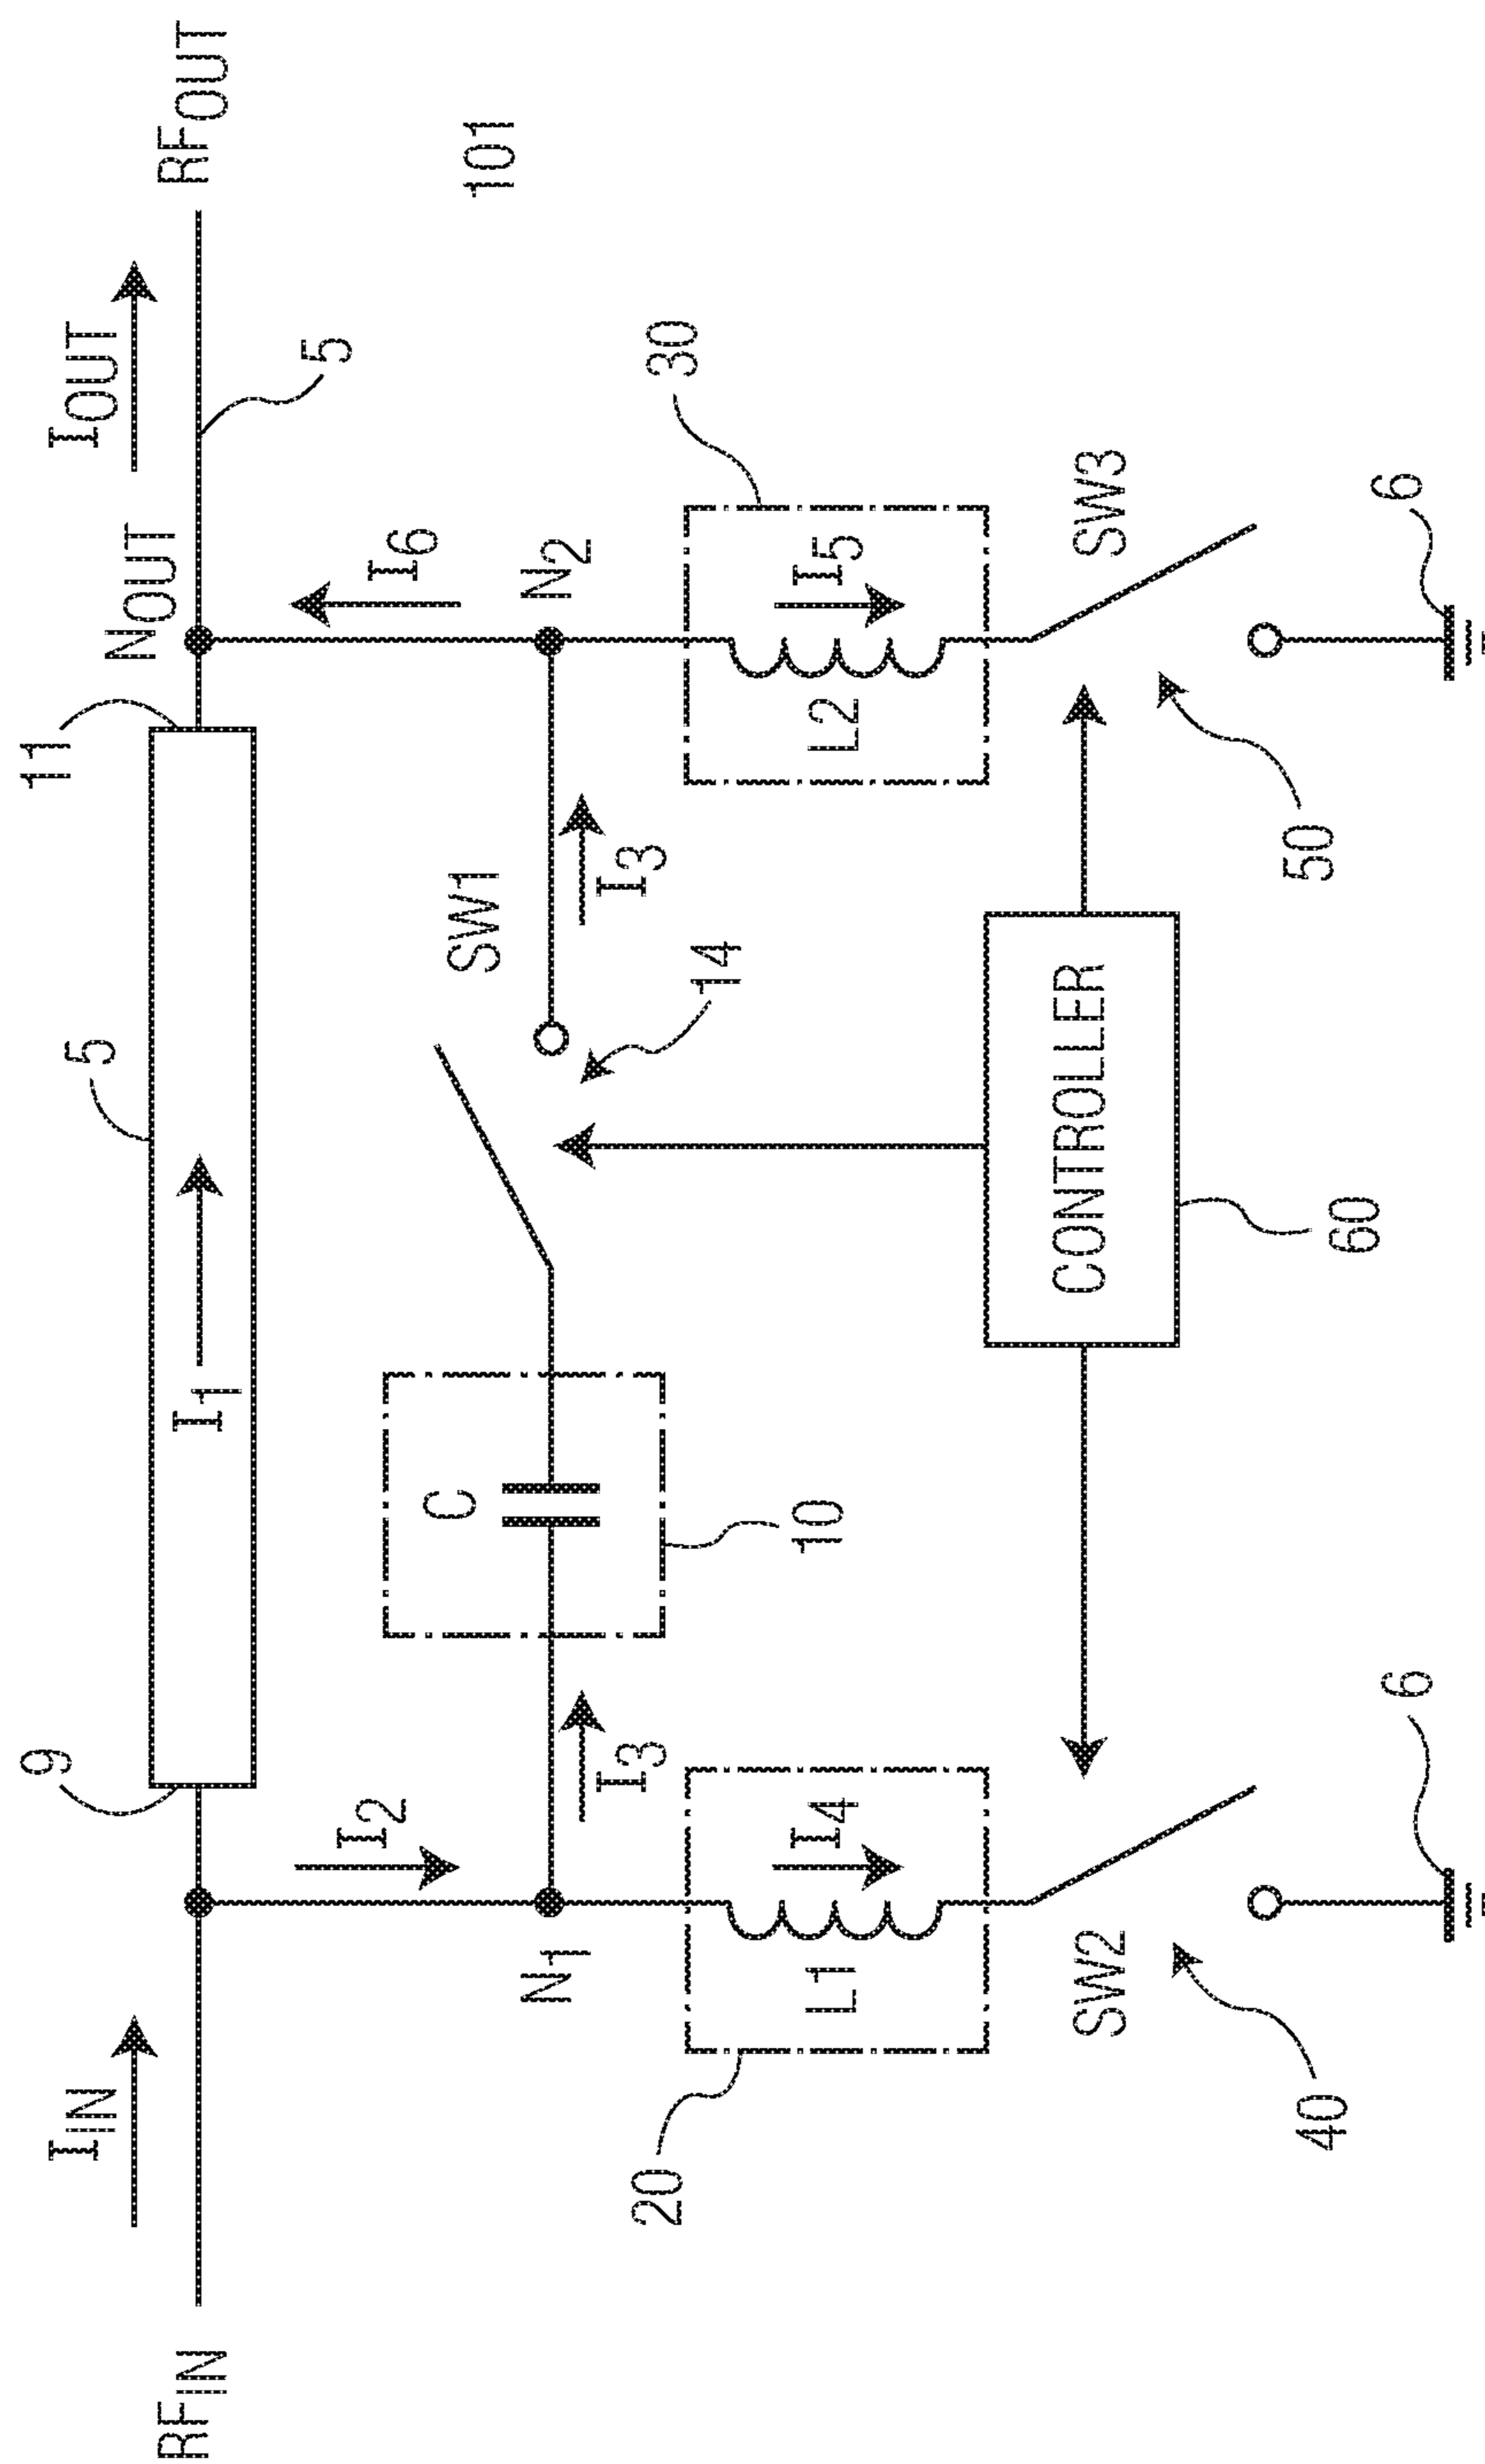 RFIN
IIN
9
5
11
NOUT
IOUT
RFOUT
5
I1
I2
I6
101
N1
I3
C
10
SW1
14
I3
N2
20
L1
I4
30
L2
I5
SW2
40
CONTROLLER
60
SW3
50
6
6